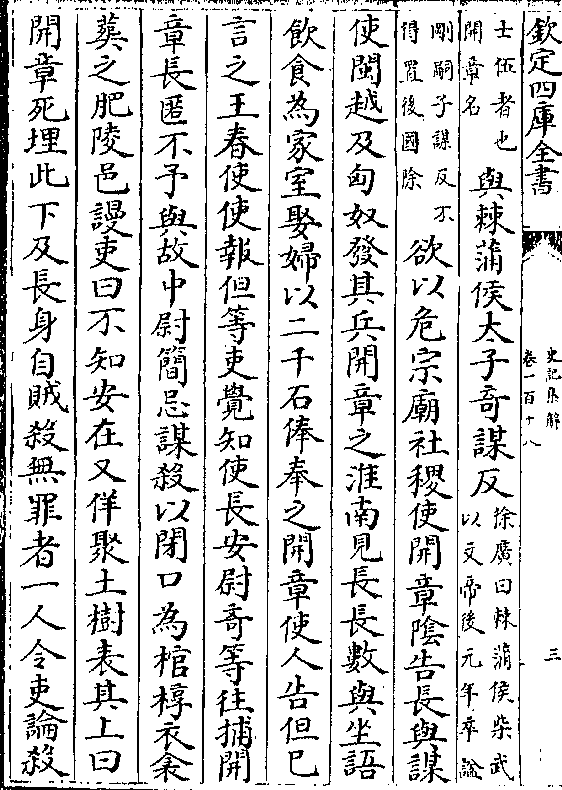 欽定四庫全書
史記集解
卷一百十八
三
士伍者也
開章名
與棘蒲侯太子奇謀反
徐廣曰棘蒲侯柴武
以文帝後元年卒諡
剛嗣子謀反不
得置後國除
欲以危宗廟社稷使開章隂告長與謀
使閩越及匈奴發其兵開章之淮南見長長數與坐語
飲食為家室娶婦以二千石俸奉之開章使人告但巳
言之王春使使報但等吏覺知使長安尉竒等往捕開
章長匿不予與故中尉簡忌謀殺以閉口為棺槨衣衾
葬之肥陵邑謾吏曰不知安在又佯聚土樹表其上曰
開章死埋此下及長身自賊殺無罪者一人令吏論殺